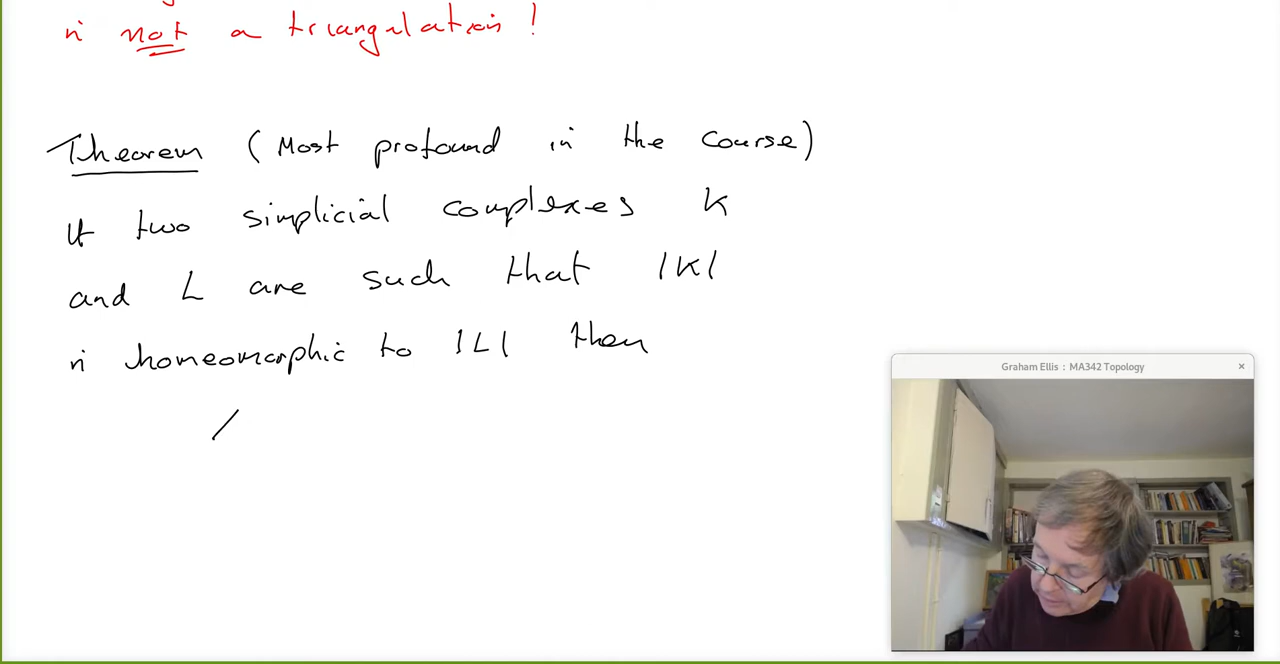 is not a triangulation!
Theorem (Most profound in the course)
If two simplicial complexes K
and L are such that |K|
is homeomorphic to |L| then
Graham Ellis : MA342 Topology